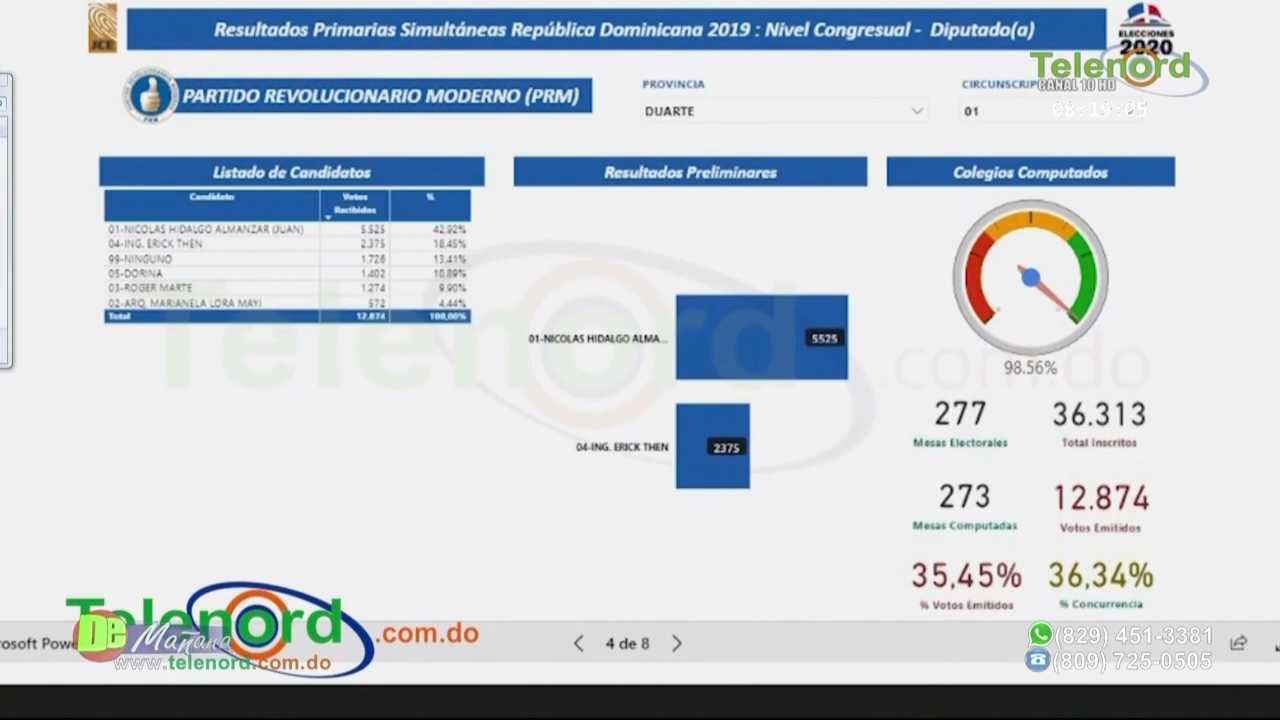 JCE
Resultados Primarias Simultáneas República Dominicana 2019 : Nivel Congresual - Diputado(a)
ELECCIONES
2020
Telenord
CANAL 10 HD
08:19:05
PARTIDO REVOLUCIONARIO MODERNO (PRM)
PROVINCIA
DUARTE
CIRCUNSCRIP
01
Listado de Candidatos
Candidato Votos Recibidos %
01-NICOLAS HIDALGO ALMANZAR (JUAN) 5.525 42,92%
04-ING. ERICK THEN 2.375 18,45%
99-NINGUNO 1.726 13,41%
05-DORINA 1.402 10,89%
03-ROGER MARTE 1.274 9,90%
02-ARQ. MARIANELA LORA MAYI 572 4,44%
Total 12.874 100,00%
Resultados Preliminares
01-NICOLAS HIDALGO ALMA... 5525
04-ING. ERICK THEN 2375
Colegios Computados
98.56%
277 36.313
Mesas Electorales Total Inscritos
273 12.874
Mesas Computadas Votos Emitidos
35,45% 36,34%
% Votos Emitidos % Concurrencia
Telenord .com.do
Telenord .com.do
De Mañana
www.telenord.com.do
rosoft Pow
4 de 8
(829) 451-3381
(809) 725-0505